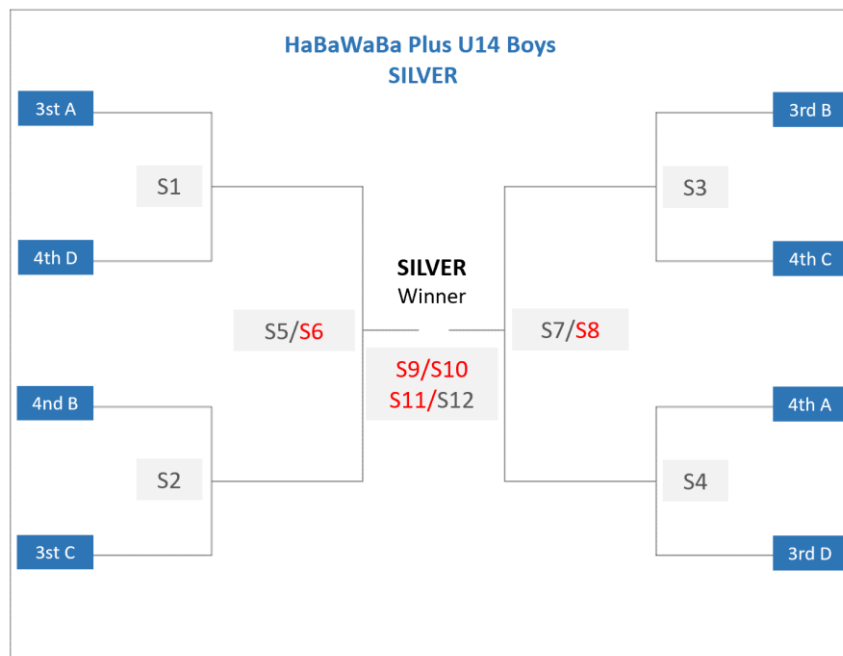 HaBaWaBa Plus U14 Boys
SILVER
3st A
3rd B
S1
S3
4th D
4th C
SILVER
Winner
S5/S6
S7/S8
S9/S10
S11/S12
4nd B
4th A
S2
S4
3st C
3rd D